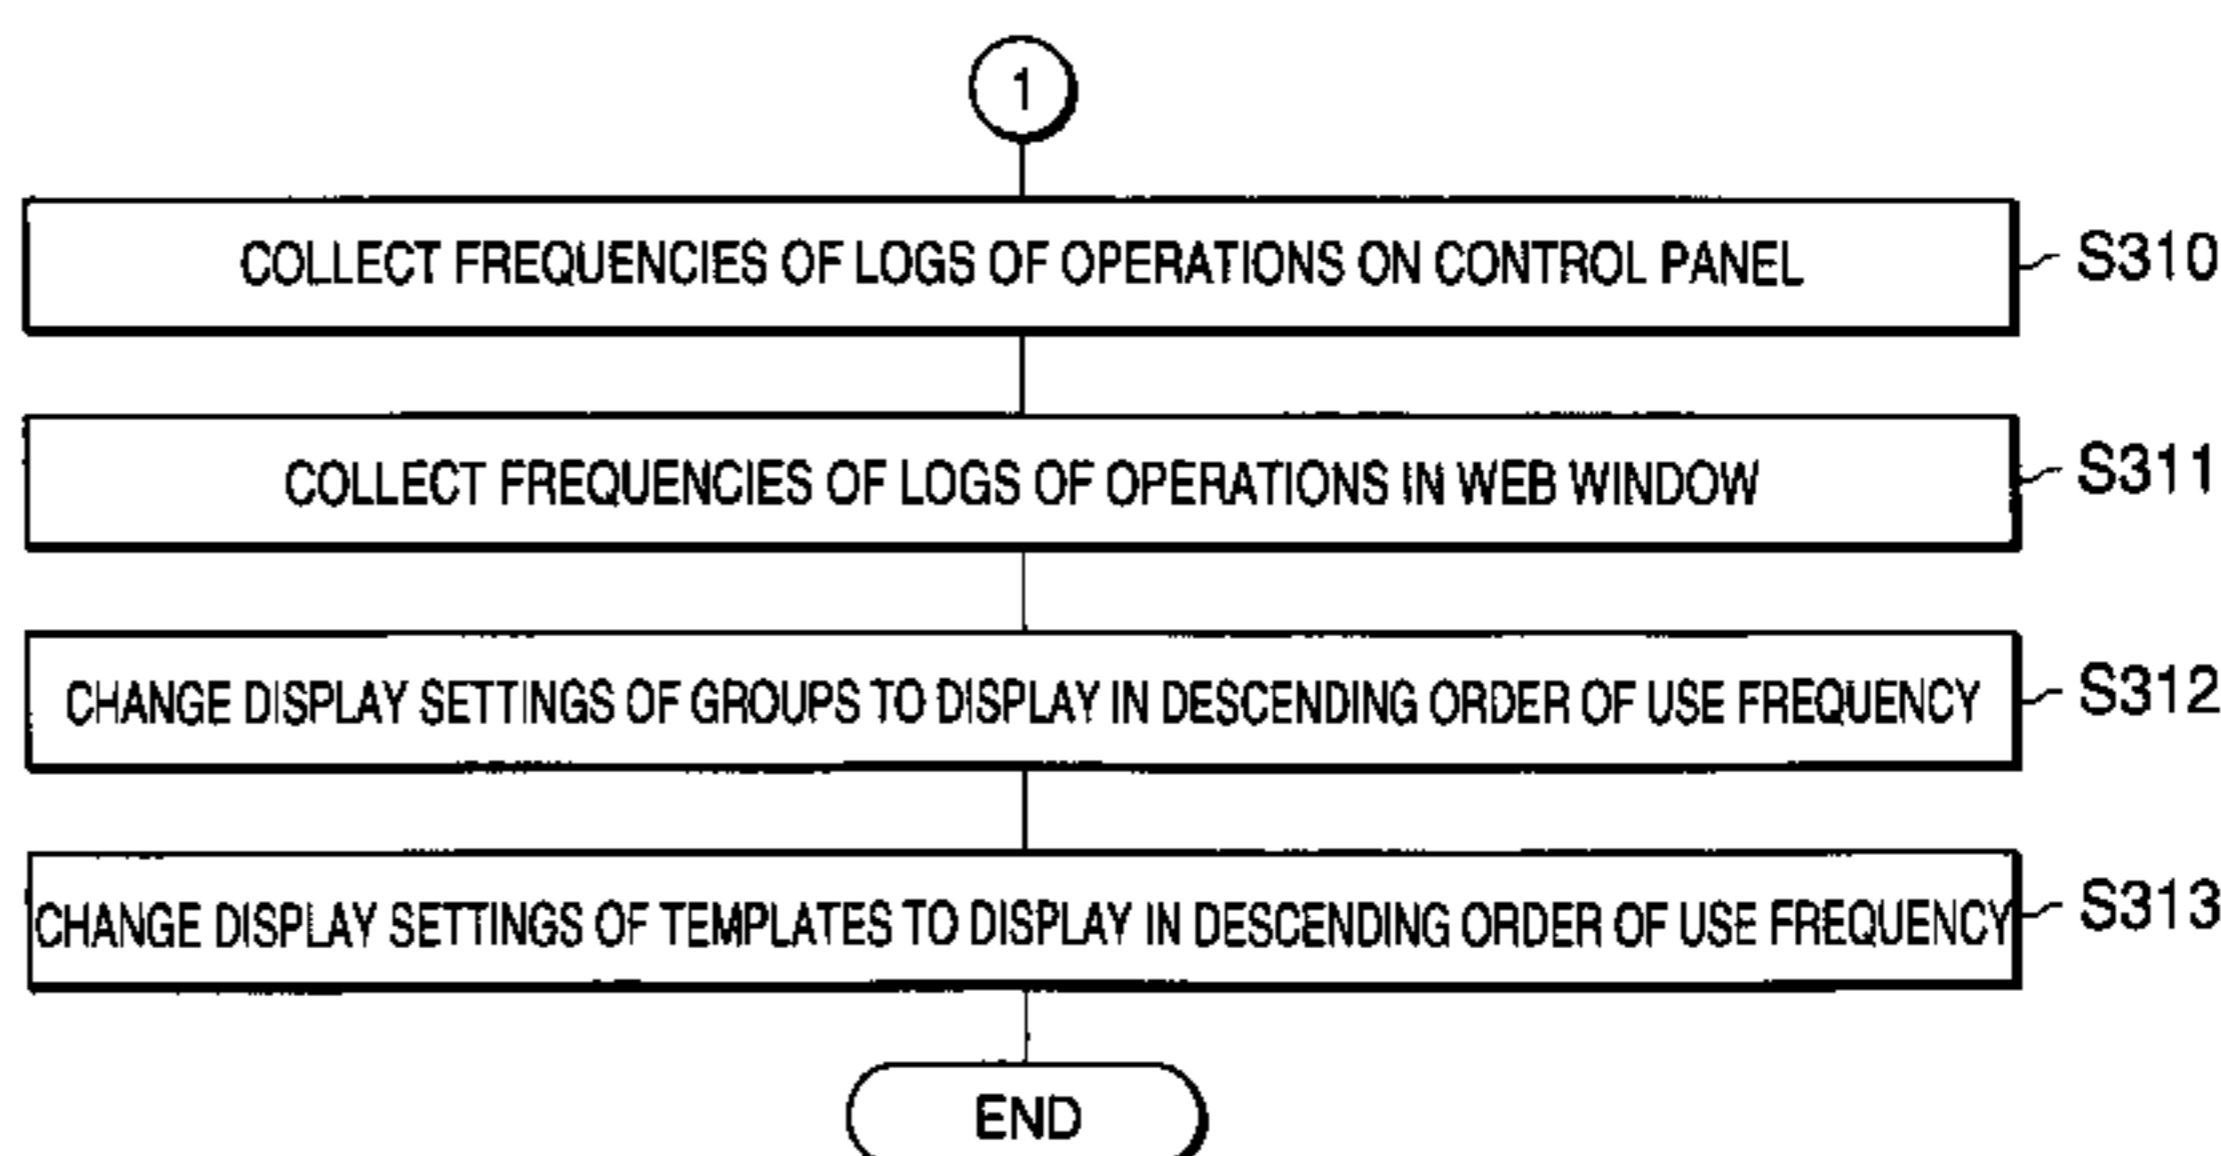 1
COLLECT FREQUENCIES OF LOGS OF OPERATIONS ON CONTROL PANEL
S310
COLLECT FREQUENCIES OF LOGS OF OPERATIONS IN WEB WINDOW
S311
CHANGE DISPLAY SETTINGS OF GROUPS TO DISPLAY IN DESCENDING ORDER OF USE FREQUENCY
S312
CHANGE DISPLAY SETTINGS OF TEMPLATES TO DISPLAY IN DESCENDING ORDER OF USE FREQUENCY
S313
END